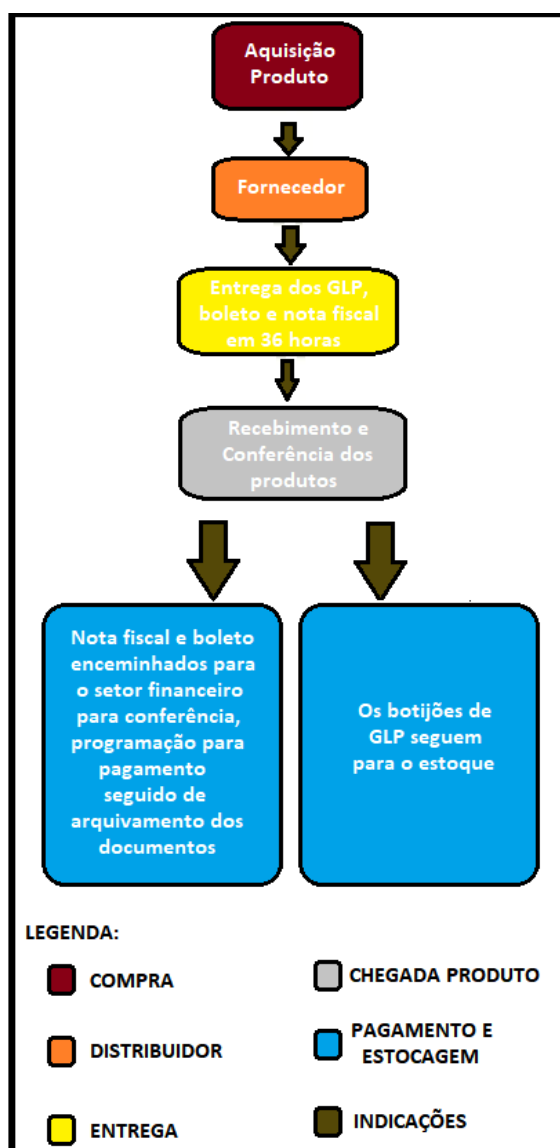 Aquisição
Produto
Fornecedor
Entrega dos GLP,
boleto e nota fiscal
em 36 horas
Recebimento e
Conferência dos
produtos
Nota fiscal e boleto
enceminhados para
o setor financeiro
para conferência,
programação para
pagamento
seguido de
arquivamento dos
documentos
Os botijões de
GLP seguem
para o estoque
LEGENDA:
COMPRA
CHEGADA PRODUTO
DISTRIBUIDOR
PAGAMENTO E
ESTOCAGEM
ENTREGA
INDICAÇÕES